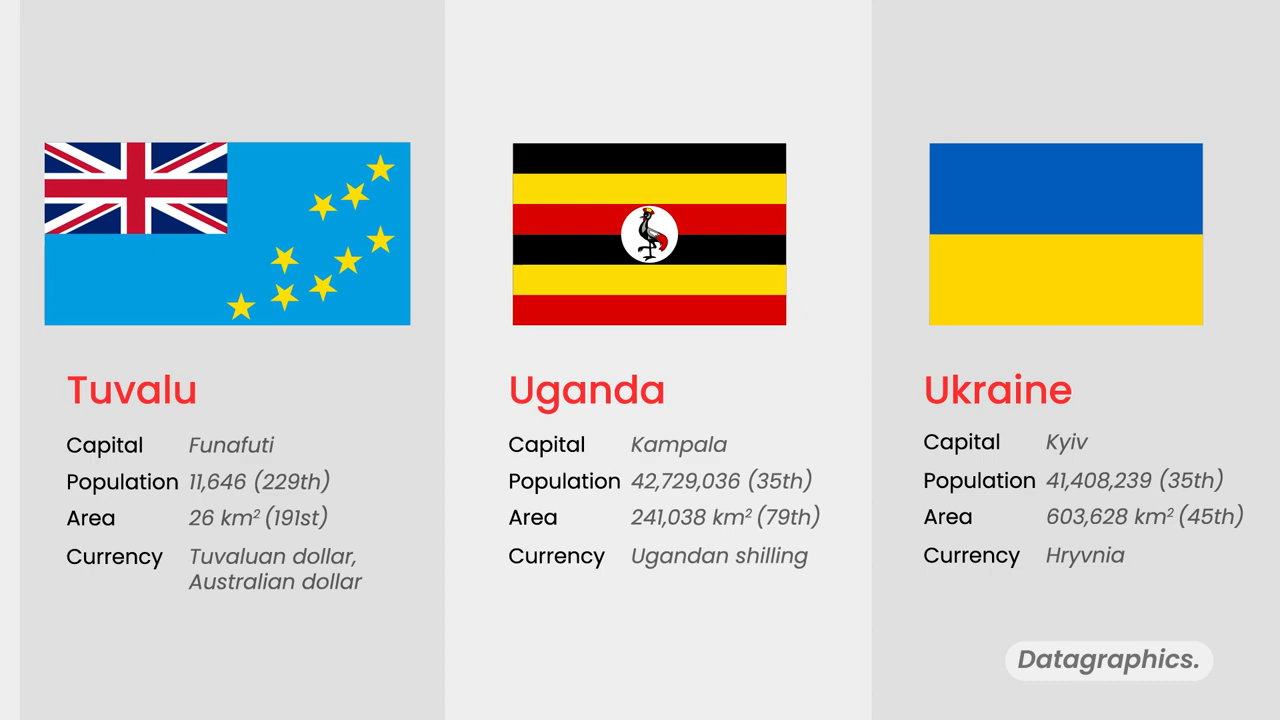 Tuvalu
Capital Funafuti
Population 11,646 (229th)
Area 26 km² (191st)
Currency Tuvaluan dollar,
Australian dollar
Uganda
Capital Kampala
Population 42,729,036 (35th)
Area 241,038 km² (79th)
Currency Ugandan shilling
Ukraine
Capital Kyiv
Population 41,408,239 (35th)
Area 603,628 km² (45th)
Currency Hryvnia
Datagraphics.